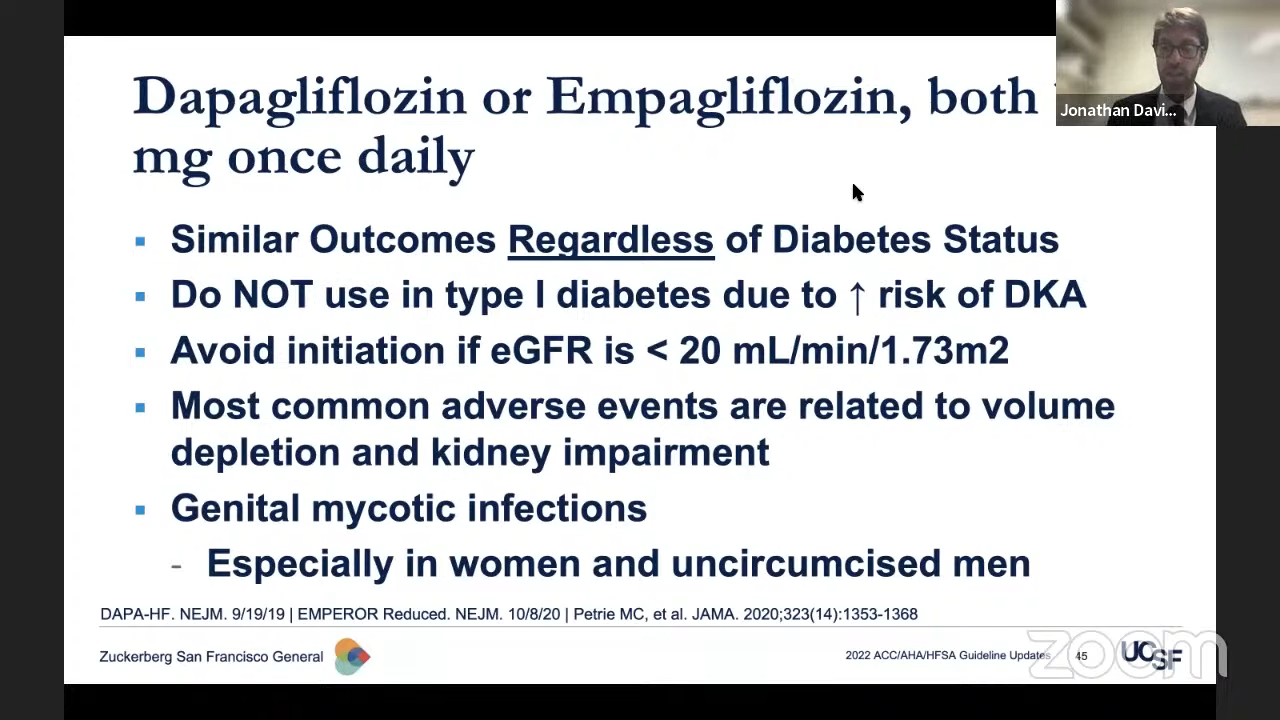 Dapagliflozin or Empagliflozin, both
mg once daily
Jonathan Davi...
▪ Similar Outcomes Regardless of Diabetes Status
▪ Do NOT use in type I diabetes due to ↑ risk of DKA
▪ Avoid initiation if eGFR is < 20 mL/min/1.73m2
▪ Most common adverse events are related to volume
depletion and kidney impairment
▪ Genital mycotic infections
- Especially in women and uncircumcised men
DAPA-HF. NEJM. 9/19/19 | EMPEROR Reduced. NEJM. 10/8/20 | Petrie MC, et al. JAMA. 2020;323(14):1353-1368
Zuckerberg San Francisco General
2022 ACC/AHA/HFSA Guideline Updates
45
UCSF
zoom